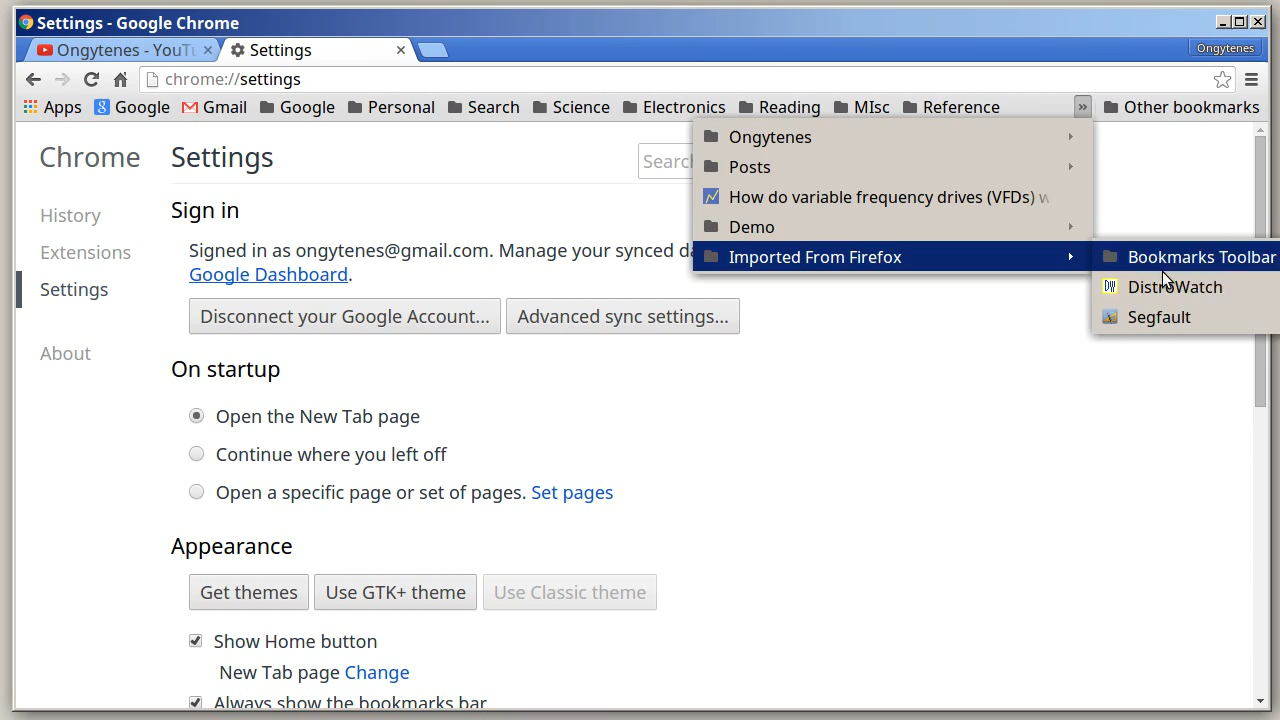 Settings - Google Chrome
Ongytenes - YouTu
Settings
Ongytenes
chrome://settings
Apps Google Gmail Google Personal Search Science Electronics Reading MIsc Reference » Other bookmarks
Chrome
History
Extensions
Settings
About
Settings
Search
Sign in
Signed in as ongytenes@gmail.com. Manage your synced da
Google Dashboard.
Disconnect your Google Account... Advanced sync settings...
On startup
Open the New Tab page
Continue where you left off
Open a specific page or set of pages. Set pages
Appearance
Get themes Use GTK+ theme Use Classic theme
Show Home button
New Tab page Change
Always show the bookmarks bar
Ongytenes
Posts
How do variable frequency drives (VFDs) w
Demo
Imported From Firefox
Bookmarks Toolbar
DistroWatch
Segfault